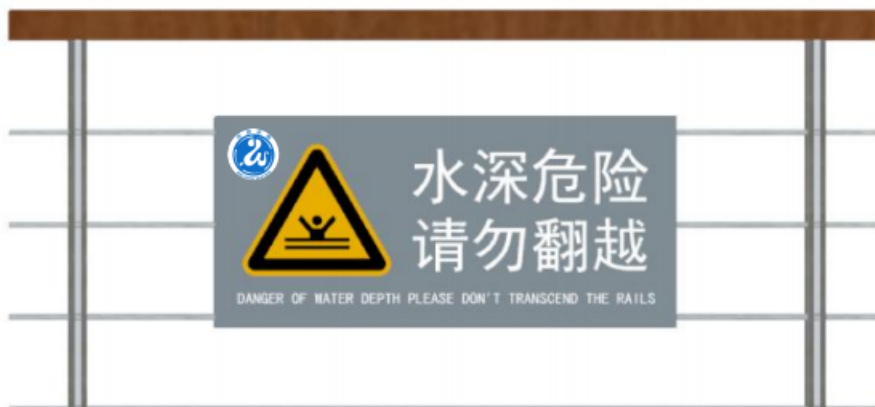 水深危险
请勿翻越
DANGER OF WATER DEPTH PLEASE DON'T TRANSCEND THE RAILS